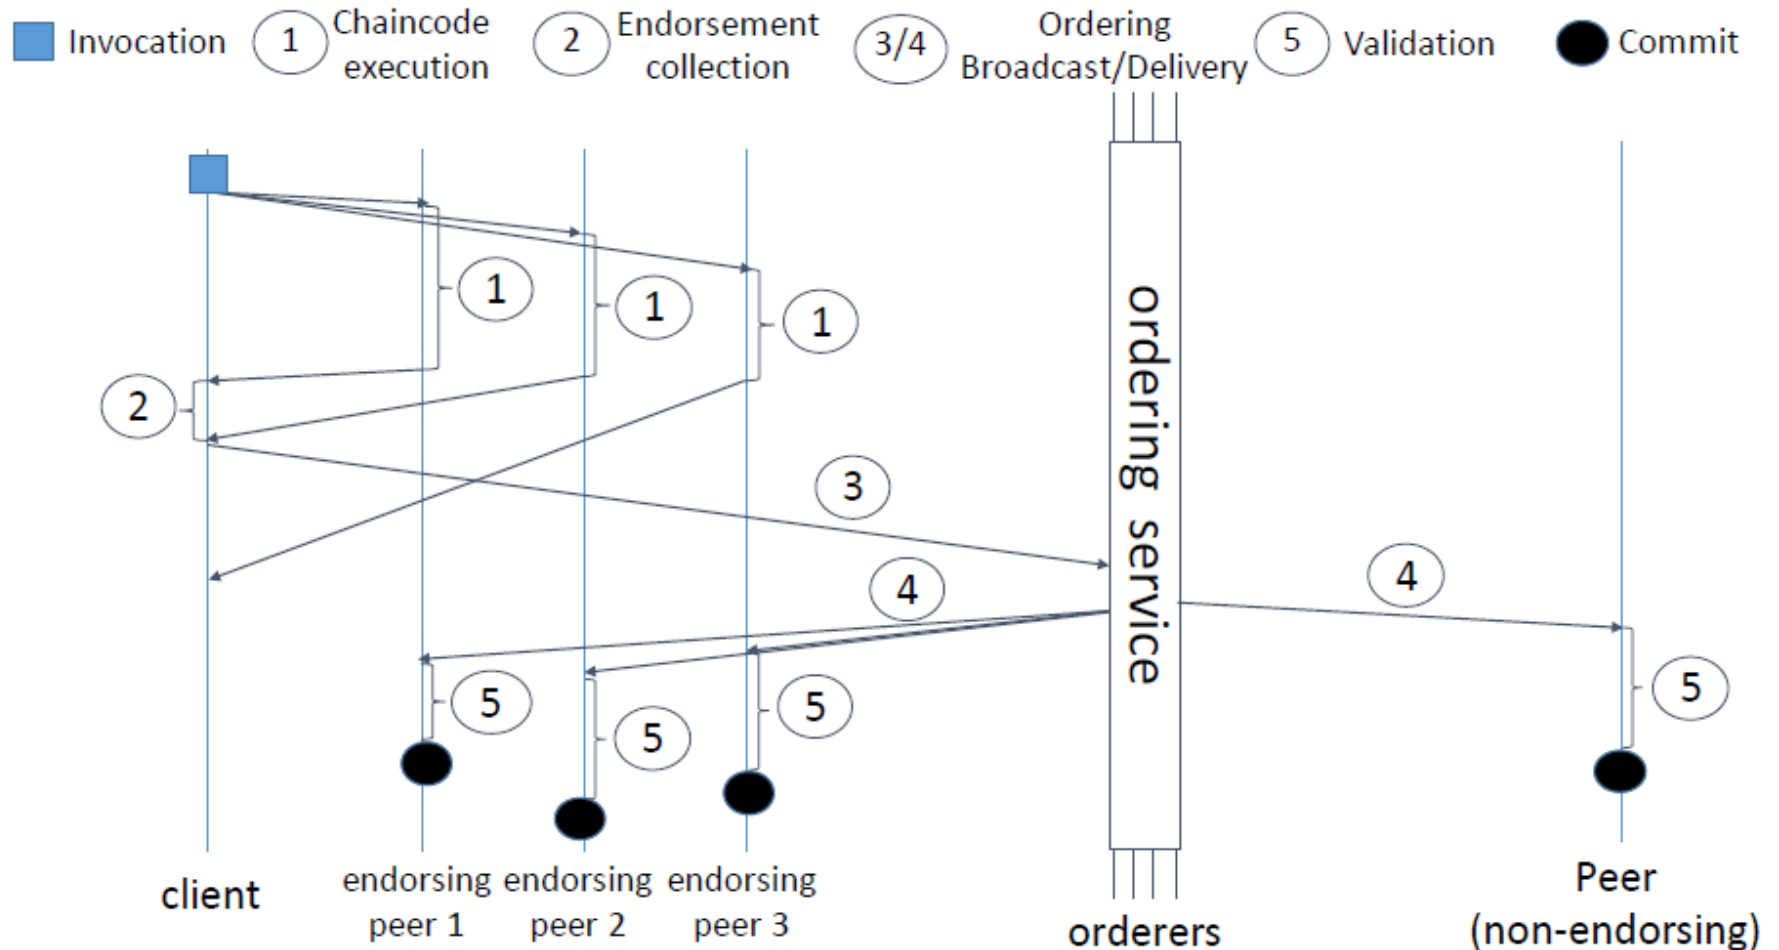 Invocation
1
Chaincode
execution
2
Endorsement
collection
3/4
Ordering
Broadcast/Delivery
5
Validation
Commit
1
1
1
2
3
4
4
5
5
5
5
ordering service
client
endorsing
peer 1
endorsing
peer 2
endorsing
peer 3
orderers
Peer
(non-endorsing)